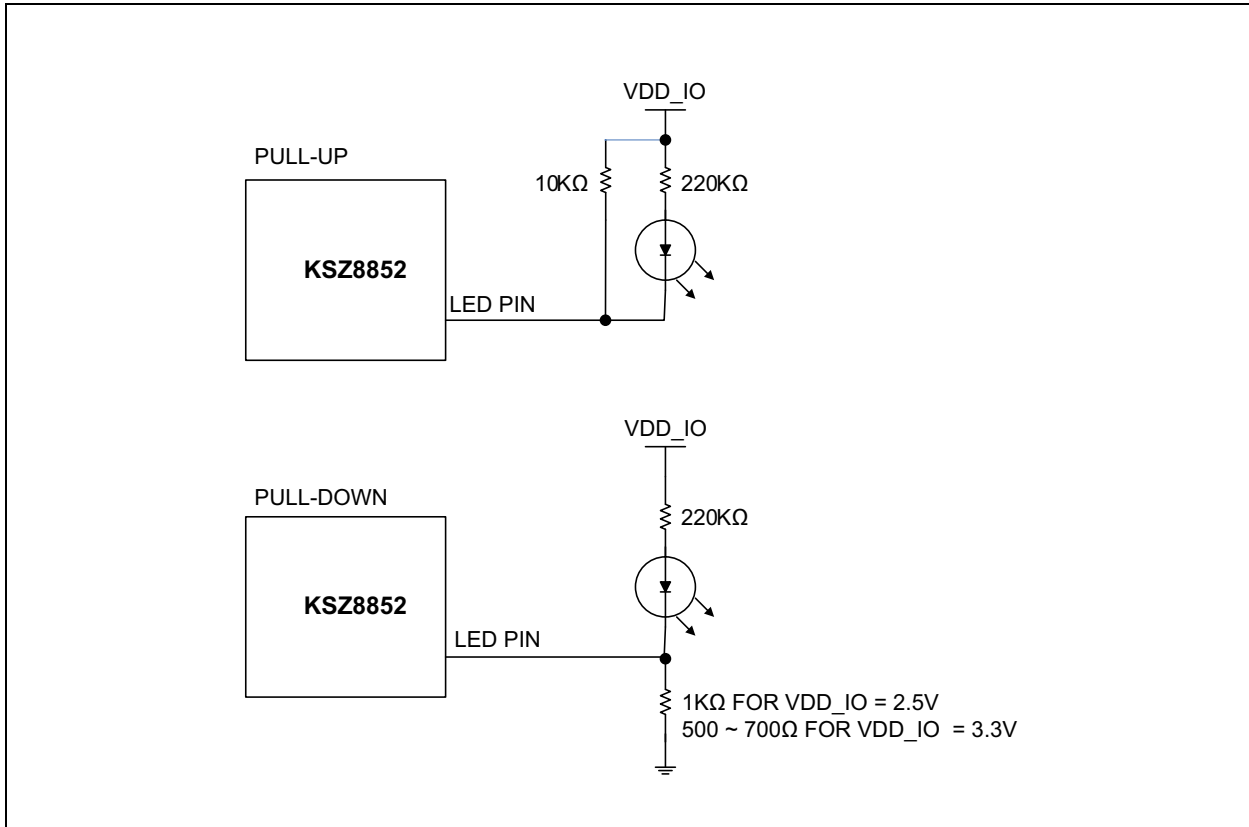 VDD_IO
PULL-UP
10KΩ
220KΩ
KSZ8852
LED PIN
VDD_IO
PULL-DOWN
220KΩ
KSZ8852
LED PIN
1KΩ FOR VDD_IO = 2.5V
500 ~ 700Ω FOR VDD_IO = 3.3V